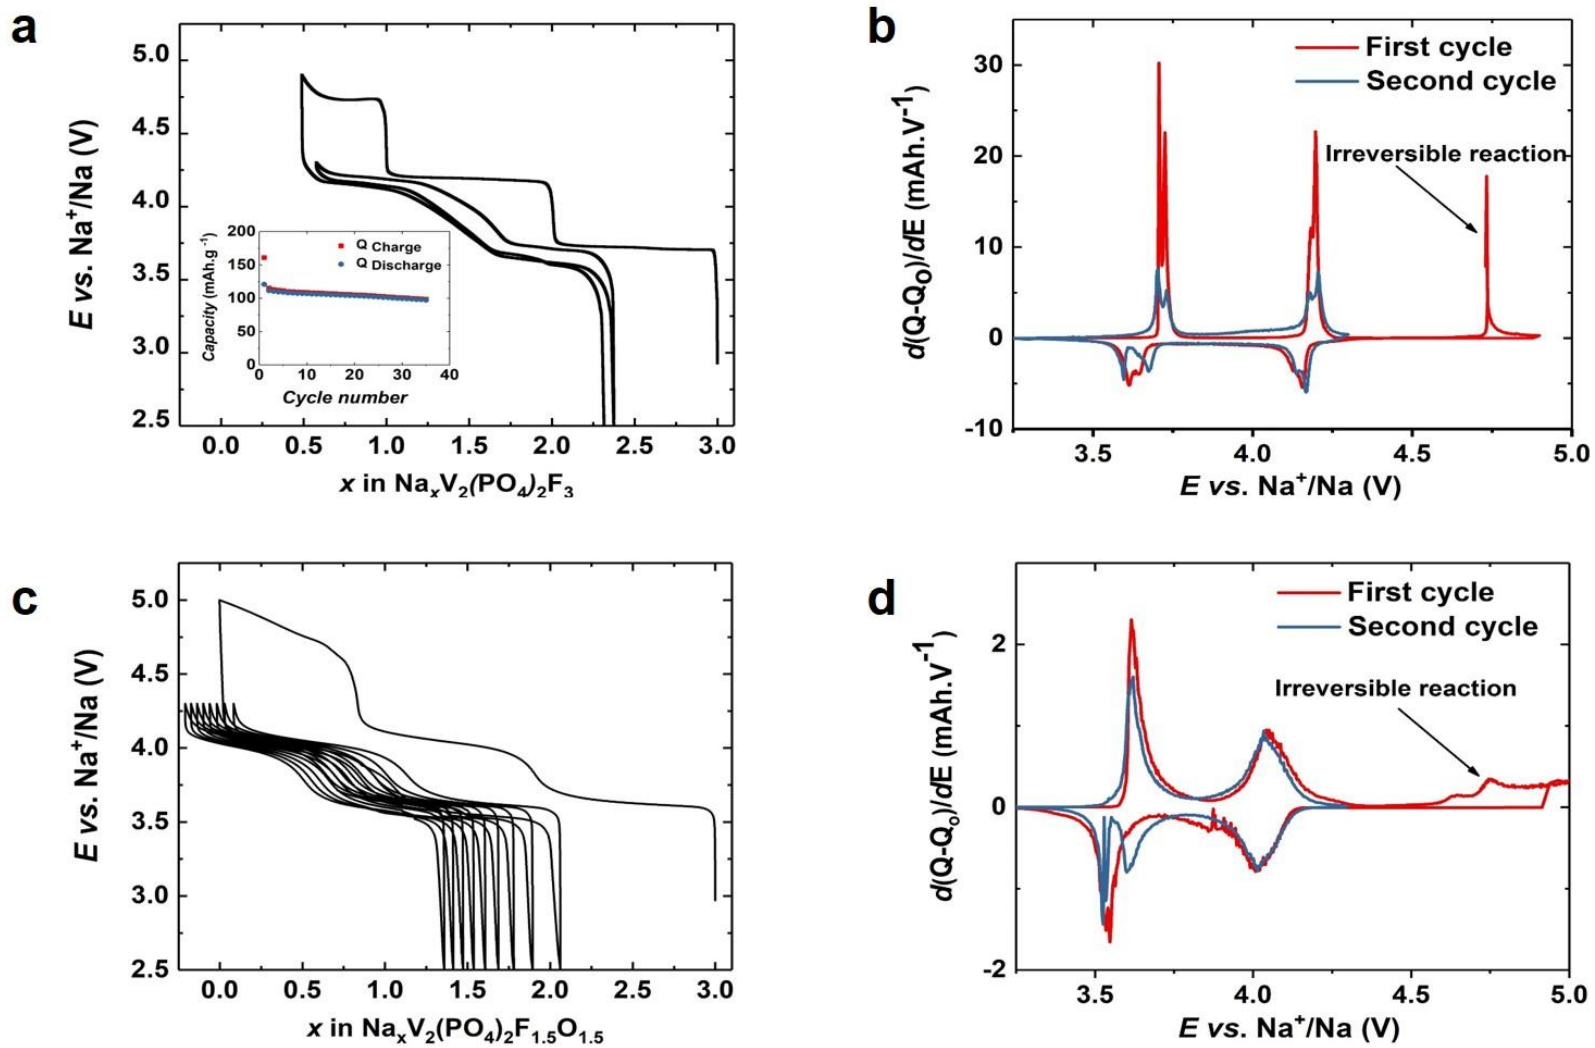 a
E vs. Na⁺/Na (V)
5.0
4.5
4.0
3.5
3.0
2.5
0.0 0.5 1.0 1.5 2.0 2.5 3.0
x in NaₓV₂(PO₄)₂F₃
Capacity (mAh.g⁻¹)
200
150
100
50
0
0 10 20 30 40
Cycle number
Q Charge
Q Discharge
b
d(Q-Q₀)/dE (mAh.V⁻¹)
30
20
10
0
-10
3.5 4.0 4.5 5.0
E vs. Na⁺/Na (V)
First cycle
Second cycle
Irreversible reaction
c
E vs. Na⁺/Na (V)
5.0
4.5
4.0
3.5
3.0
2.5
0.0 0.5 1.0 1.5 2.0 2.5 3.0
x in NaₓV₂(PO₄)₂F₁.₅O₁.₅
d
d(Q-Q₀)/dE (mAh.V⁻¹)
2
0
-2
3.5 4.0 4.5 5.0
E vs. Na⁺/Na (V)
First cycle
Second cycle
Irreversible reaction